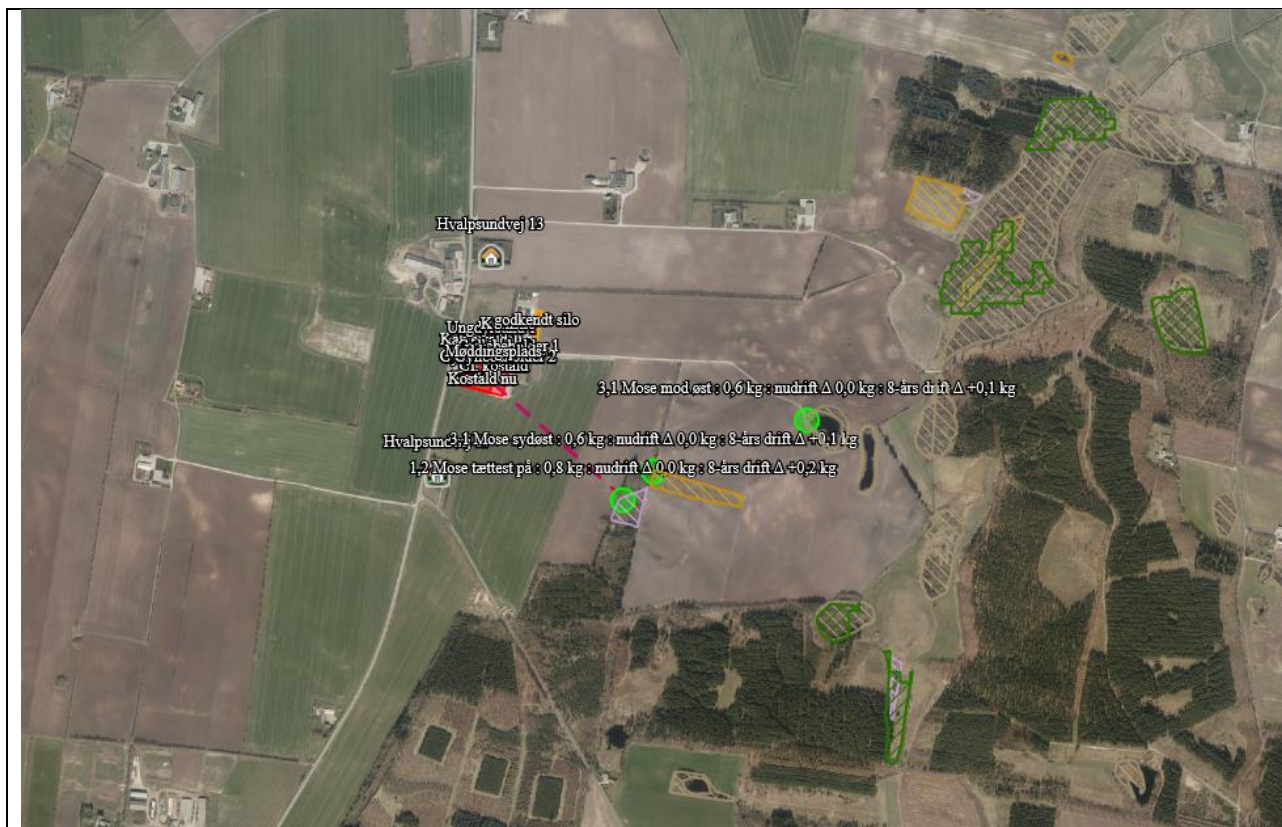 Hvalpsundvej 13
godkendt silo
Møddingsplads
Gl. kostald
Kostald nu
3,1 Mose mod øst : 0,6 kg : nudrift Δ 0,0 kg : 8-års drift Δ +0,1 kg
3,1 Mose sydøst : 0,6 kg : nudrift Δ 0,0 kg : 8-års drift Δ +0,1 kg
1,2 Mose tættest på : 0,8 kg : nudrift Δ 0,0 kg : 8-års drift Δ +0,2 kg